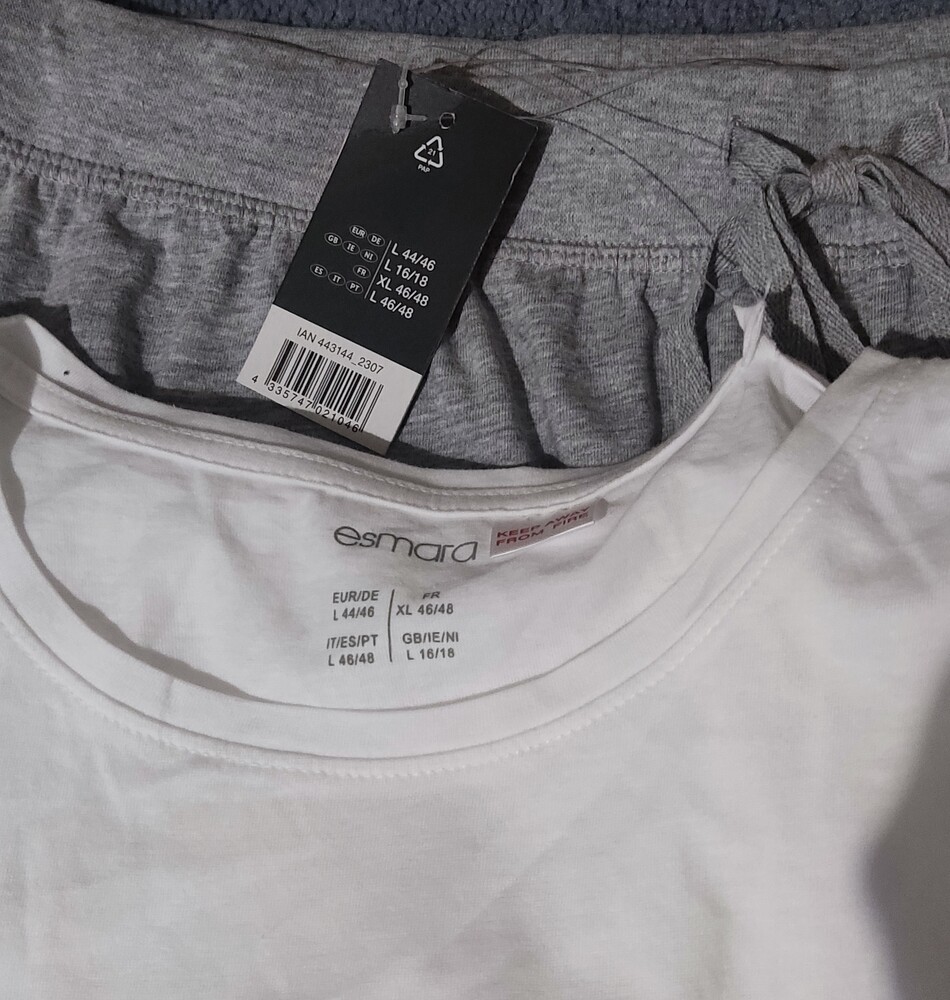 21
PAP
EUR DE L 44/46
GB IE NI L 16/18
FR XL 46/48
ES IT PT L 46/48
IAN 443144_2307
4 335747 021046
esmara
KEEP AWAY
FROM FIRE
EUR/DE
L 44/46
FR
XL 46/48
IT/ES/PT
L 46/48
GB/IE/NI
L 16/18